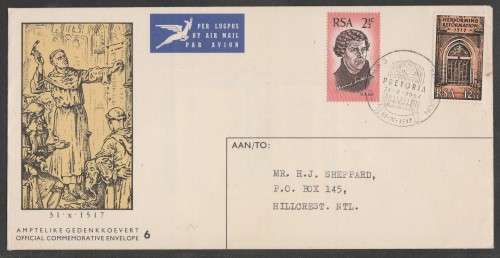 31·X·1517
AMPTELIKE GEDENKKOEVERT
OFFICIAL COMMEMORATIVE ENVELOPE 6
PER LUGPOS
BY AIR MAIL
PAR AVION
RSA 2½c
HERVORMING
REFORMATION
1517
RSA-12½c
PRETORIA
AAN/TO:
MR. H.J. SHEPPARD,
P.O. BOX 145,
HILLCREST. NTL.